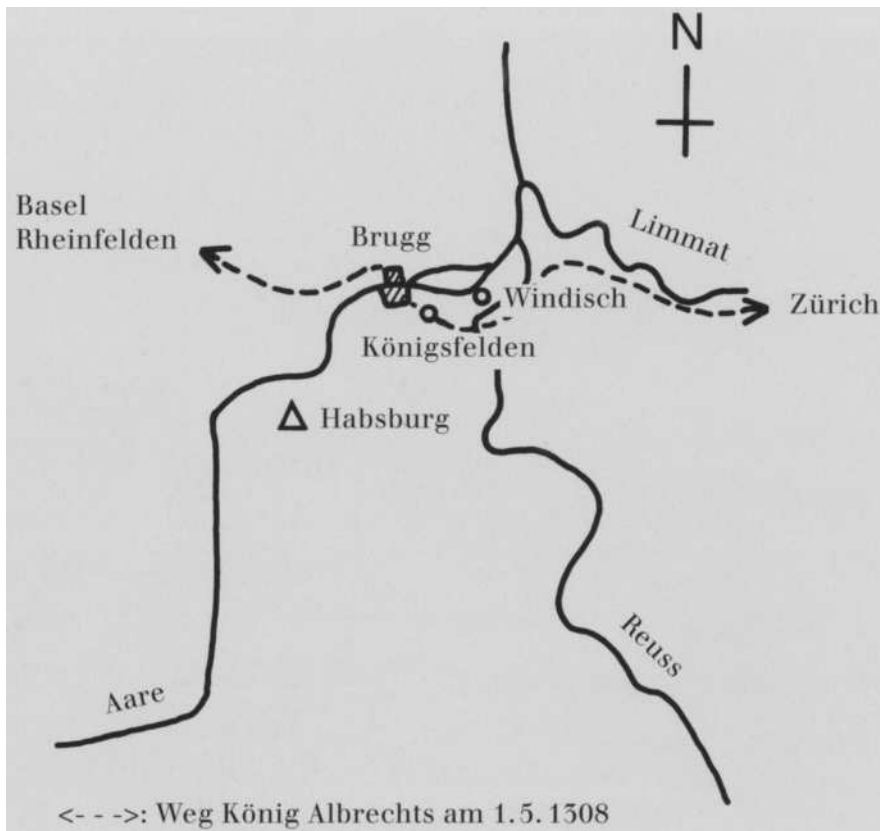 N
Basel
Rheinfelden
Brugg
Limmat
Windisch
Zürich
Königsfelden
Habsburg
Reuss
Aare
<- - ->: Weg König Albrechts am 1.5.1308